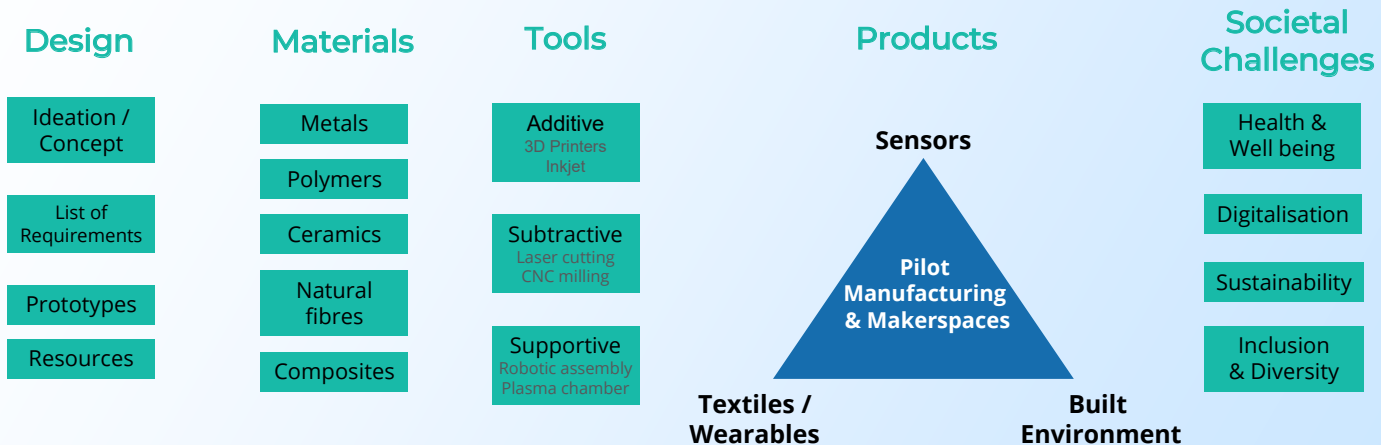 Design
Ideation /
Concept
List of
Requirements
Prototypes
Resources
Materials
Metals
Polymers
Ceramics
Natural
fibres
Composites
Tools
Additive
3D Printers
Inkjet
Subtractive
Laser cutting
CNC milling
Supportive
Robotic assembly
Plasma chamber
Products
Sensors
Pilot
Manufacturing
& Makerspaces
Textiles /
Wearables
Built
Environment
Societal
Challenges
Health &
Well being
Digitalisation
Sustainability
Inclusion
& Diversity